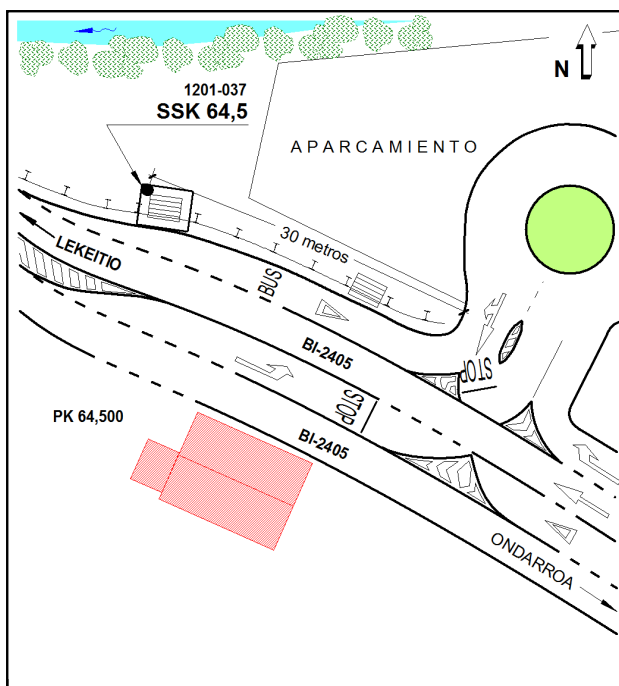 N
1201-037
SSK 64,5
APARCAMIENTO
30 metros
LEKEITIO
BUS
BI-2405
STOP
STOP
PK 64,500
BI-2405
ONDARROA